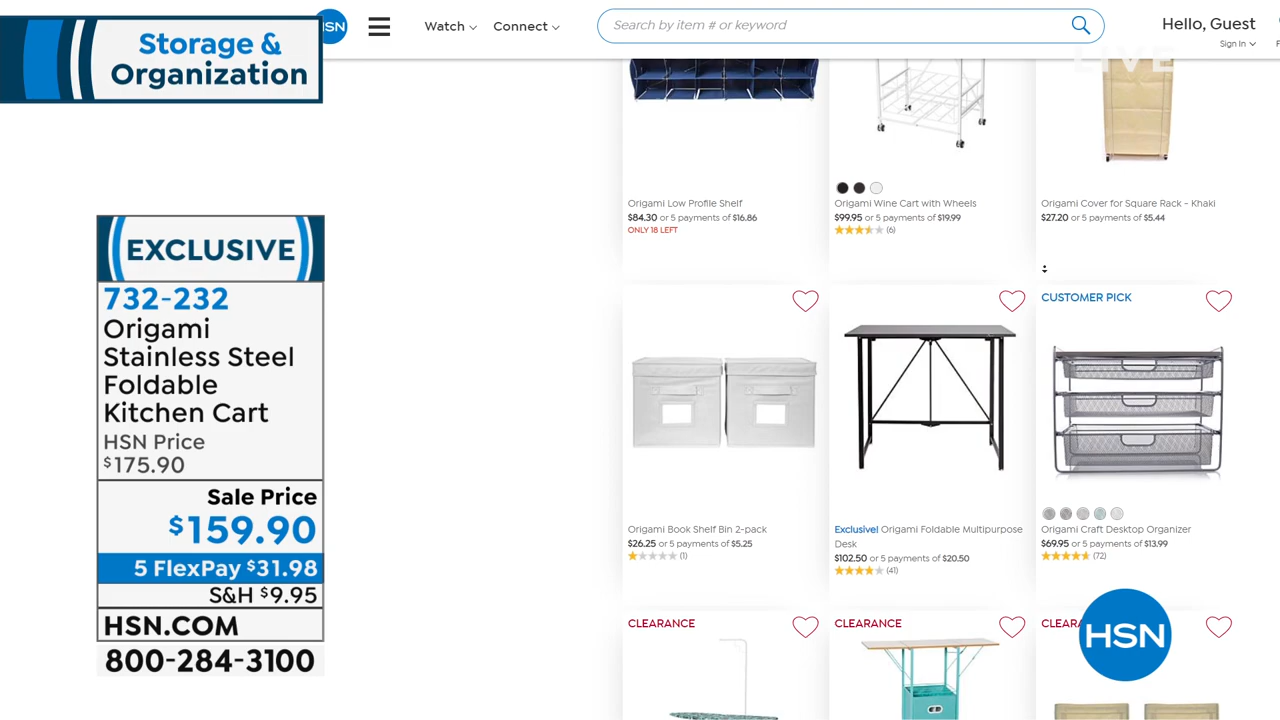 Storage &
Organization
HSN
Watch
Connect
Search by item # or keyword
Hello, Guest
Sign In
LIVE
Origami Low Profile Shelf
$84.30 or 5 payments of $16.86
ONLY 18 LEFT
Origami Wine Cart with Wheels
$99.95 or 5 payments of $19.99
(6)
Origami Cover for Square Rack - Khaki
$27.20 or 5 payments of $5.44
EXCLUSIVE
732-232
Origami
Stainless Steel
Foldable
Kitchen Cart
HSN Price
$175.90
Sale Price
$159.90
5 FlexPay $31.98
S&H $9.95
HSN.COM
800-284-3100
Origami Book Shelf Bin 2-pack
$26.25 or 5 payments of $5.25
(1)
Exclusive! Origami Foldable Multipurpose
Desk
$102.50 or 5 payments of $20.50
(41)
CUSTOMER PICK
Origami Craft Desktop Organizer
$69.95 or 5 payments of $13.99
(72)
CLEARANCE
CLEARANCE
HSN